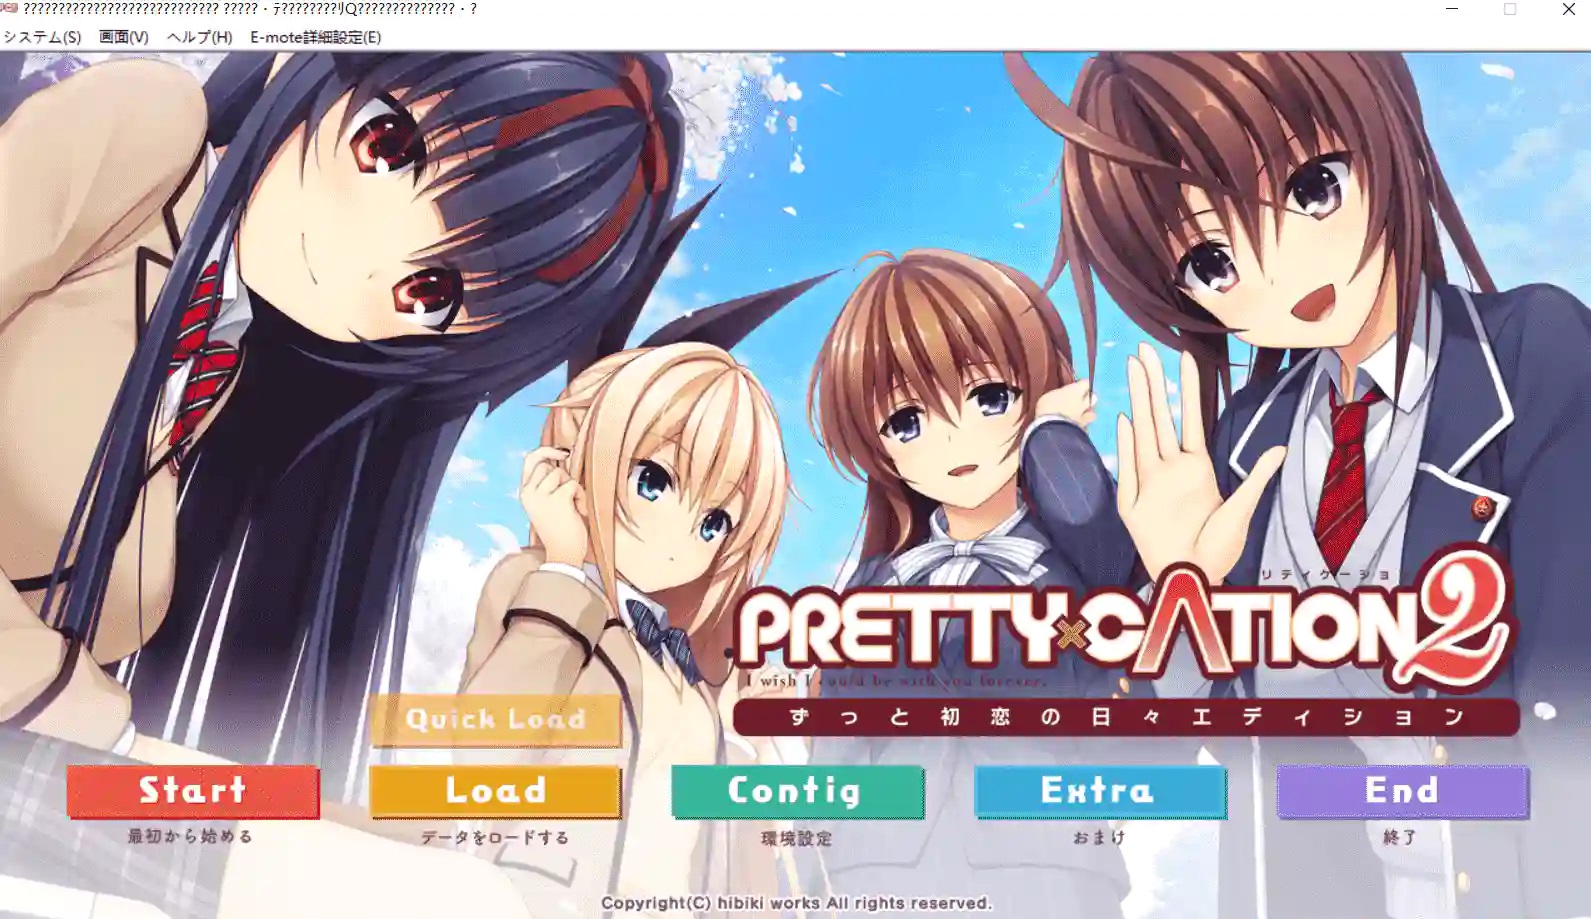 ??????????????????????????? ?????・ﾃ????????ﾘQ??????????????・?
システム(S) 画面(V) ヘルプ(H) E-mote詳細設定(E)
リティケーショ
PRETTY×CATION2
I wish I could be with you forever.
ずっと初恋の日々エディション
Quick Load
Start
Load
Config
Extra
End
最初から始める
データをロードする
環境設定
おまけ
終了
Copyright(C) hibiki works All rights reserved.